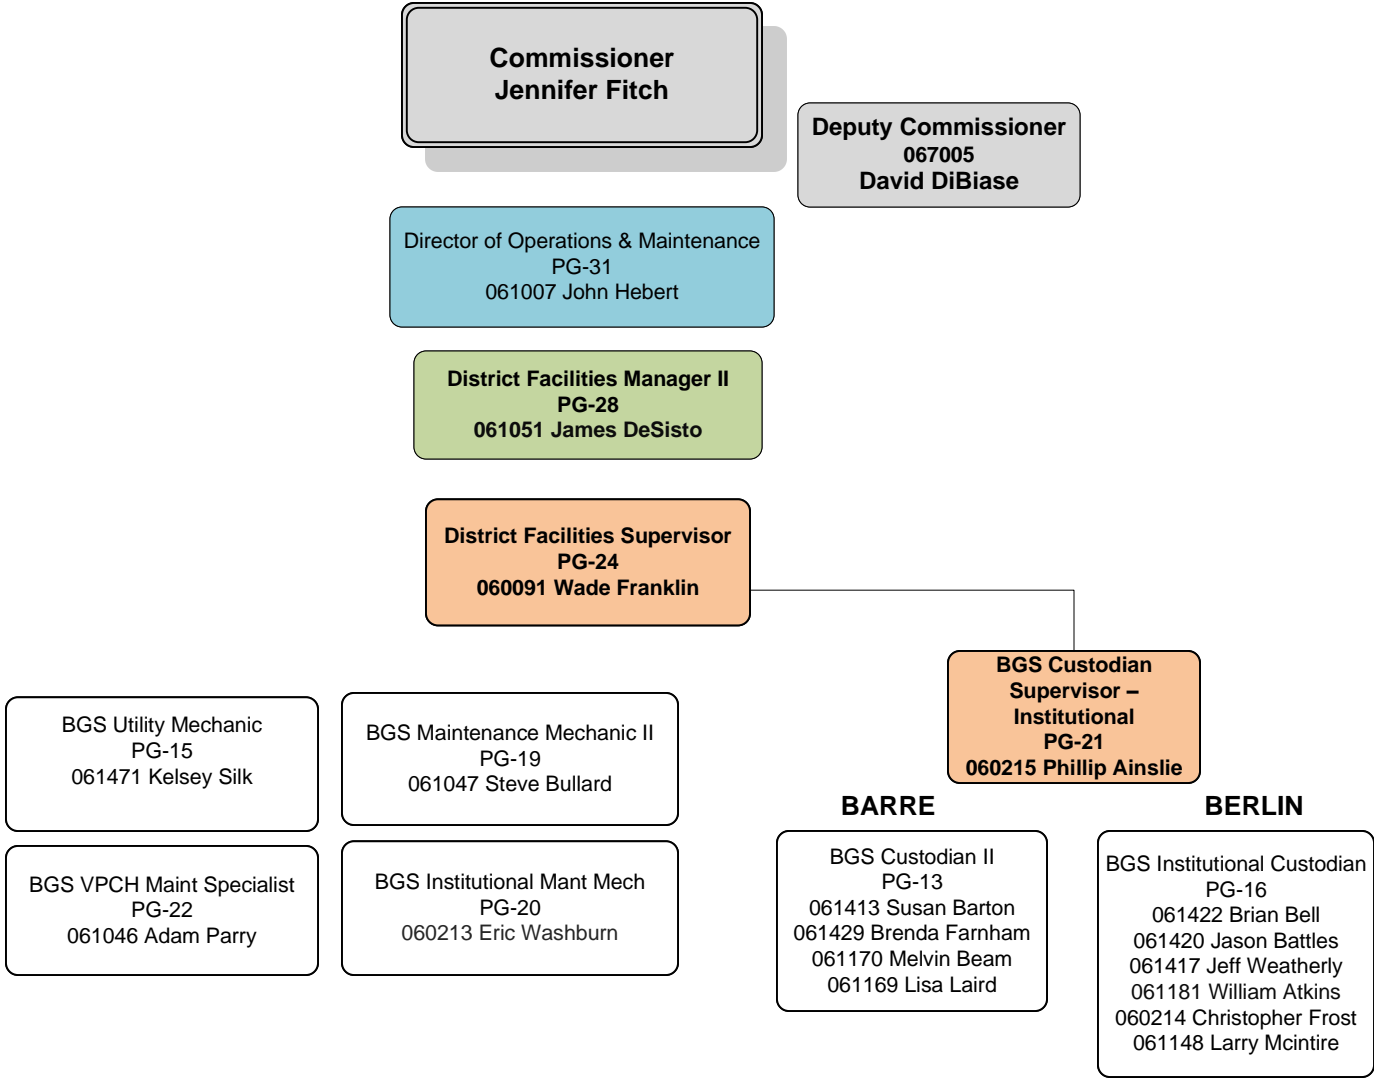 Commissioner
Jennifer Fitch
Deputy Commissioner
067005
David DiBiase
Director of Operations & Maintenance
PG-31
061007 John Hebert
District Facilities Manager II
PG-28
061051 James DeSisto
District Facilities Supervisor
PG-24
060091 Wade Franklin
BGS Custodian
Supervisor –
Institutional
PG-21
060215 Phillip Ainslie
BGS Utility Mechanic
PG-15
061471 Kelsey Silk
BGS Maintenance Mechanic II
PG-19
061047 Steve Bullard
BGS VPCH Maint Specialist
PG-22
061046 Adam Parry
BGS Institutional Mant Mech
PG-20
060213 Eric Washburn
BARRE
BGS Custodian II
PG-13
061413 Susan Barton
061429 Brenda Farnham
061170 Melvin Beam
061169 Lisa Laird
BERLIN
BGS Institutional Custodian
PG-16
061422 Brian Bell
061420 Jason Battles
061417 Jeff Weatherly
061181 William Atkins
060214 Christopher Frost
061148 Larry Mcintire